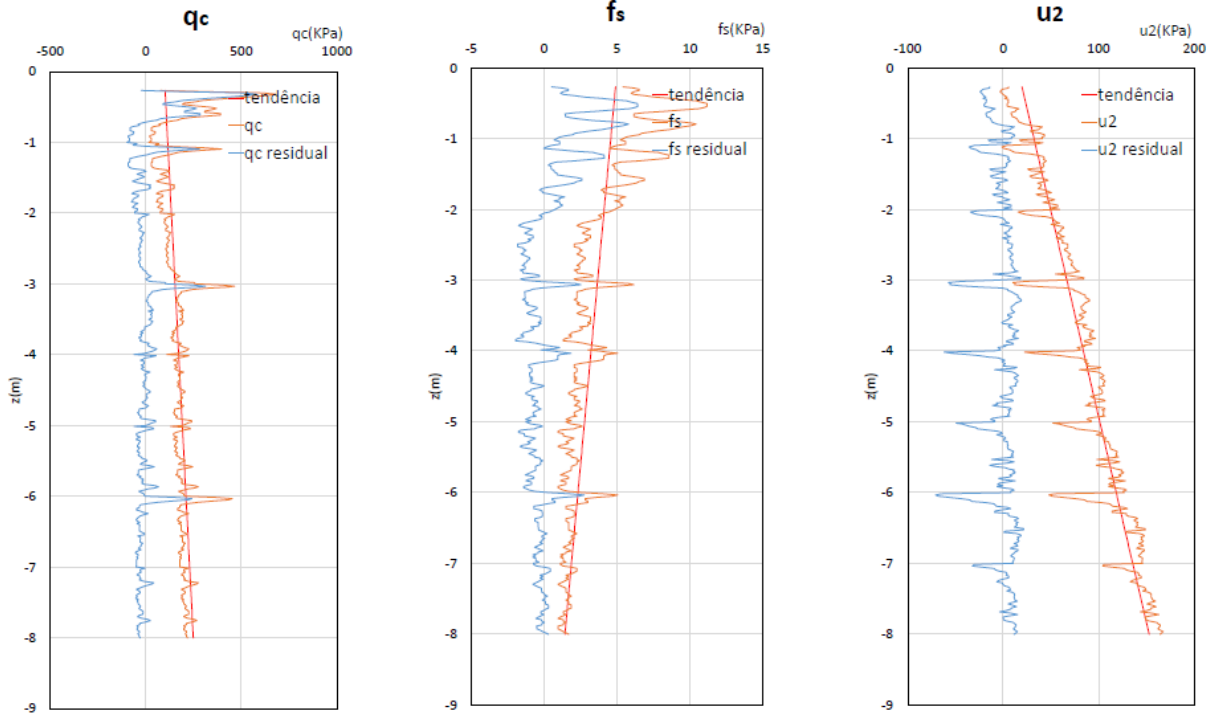 qc
qc(KPa)
-500
0
500
1000
0
-1
-2
-3
-4
-5
-6
-7
-8
-9
z(m)
tendência
qc
qc residual
fs
fs(KPa)
-5
0
5
10
15
0
-1
-2
-3
-4
-5
-6
-7
-8
-9
z(m)
tendência
fs
fs residual
u2
u2(KPa)
-100
0
100
200
0
-1
-2
-3
-4
-5
-6
-7
-8
-9
z(m)
tendência
u2
u2 residual